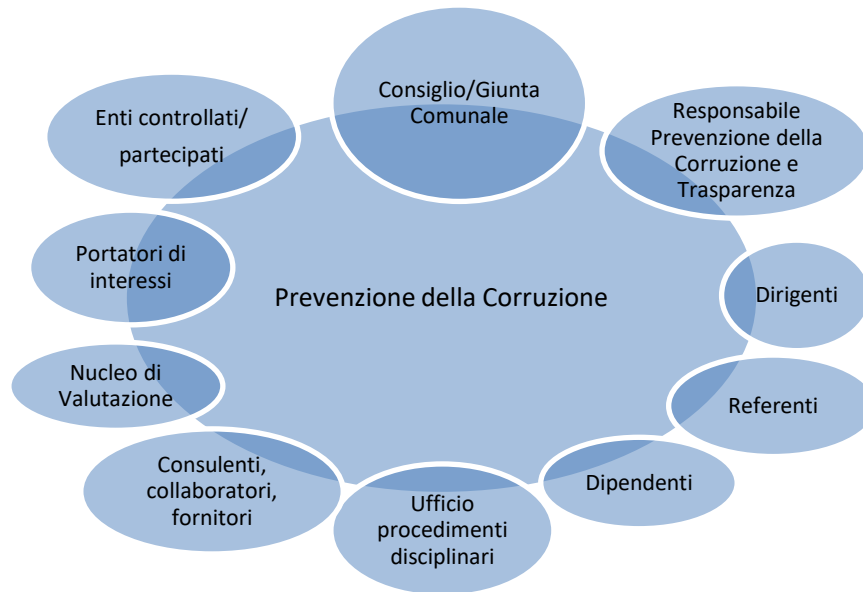 Consiglio/Giunta
Comunale
Responsabile
Prevenzione della
Corruzione e
Trasparenza
Dirigenti
Referenti
Dipendenti
Ufficio
procedimenti
disciplinari
Consulenti,
collaboratori,
fornitori
Nucleo di
Valutazione
Portatori di
interessi
Enti controllati/
partecipati
Prevenzione della Corruzione